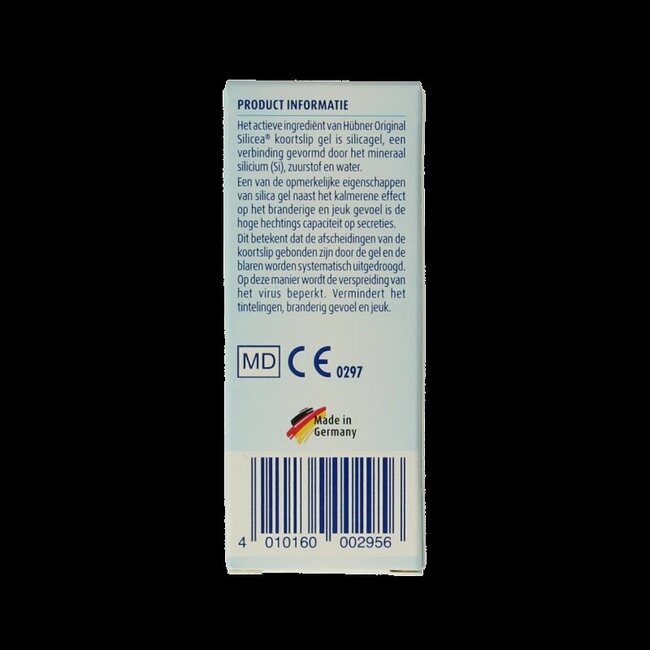 PRODUCT INFORMATIE
Het actieve ingrediënt van Hübner Original
Silicea® koortslip gel is silicagel, een
verbinding gevormd door het mineraal
silicium (Si), zuurstof en water.
Een van de opmerkelijke eigenschappen
van silica gel naast het kalmerene effect
op het branderige en jeuk gevoel is de
hoge hechtings capaciteit op secreties.
Dit betekent dat de afscheidingen van de
koortslip gebonden zijn door de gel en de
blaren worden systematisch uitgedroogd.
Op deze manier wordt de verspreiding van
het virus beperkt. Vermindert het
tintelingen, branderig gevoel en jeuk.
MD CE 0297
Made in
Germany
4 010160 002956